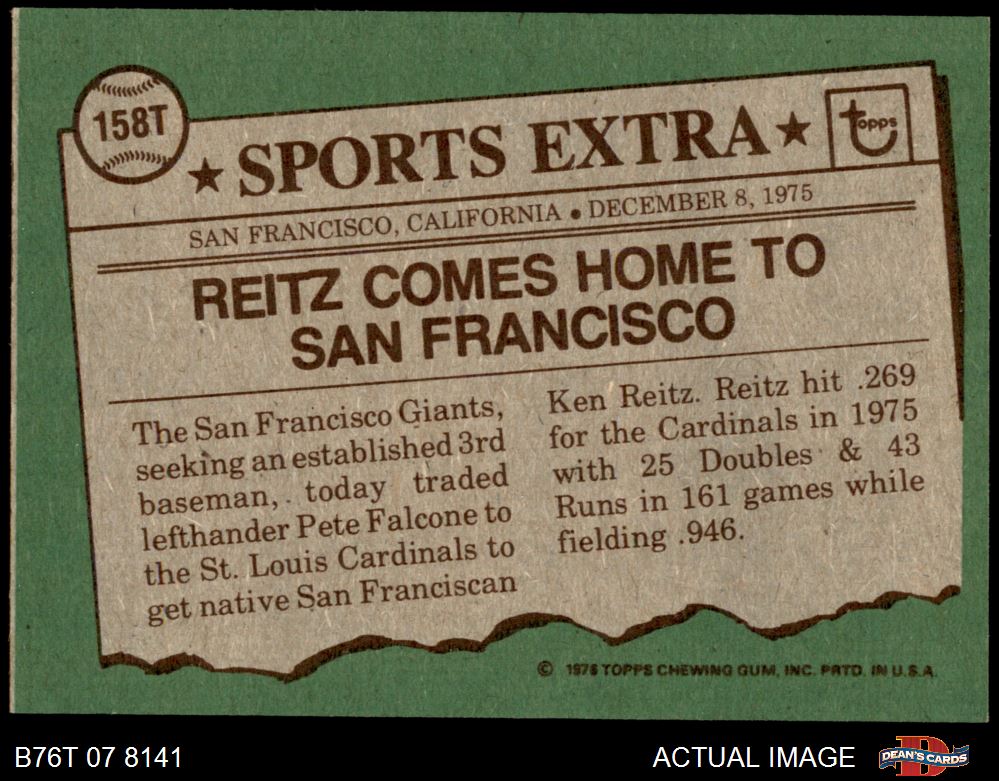 158T
★ SPORTS EXTRA ★
topps
SAN FRANCISCO, CALIFORNIA • DECEMBER 8, 1975
REITZ COMES HOME TO
SAN FRANCISCO
The San Francisco Giants,
seeking an established 3rd
baseman, today traded
lefthander Pete Falcone to
the St. Louis Cardinals to
get native San Franciscan
Ken Reitz. Reitz hit .269
for the Cardinals in 1975
with 25 Doubles & 43
Runs in 161 games while
fielding .946.
© 1976 TOPPS CHEWING GUM, INC. PRTD. IN U.S.A.
B76T 07 8141
ACTUAL IMAGE
DEAN'S CARDS